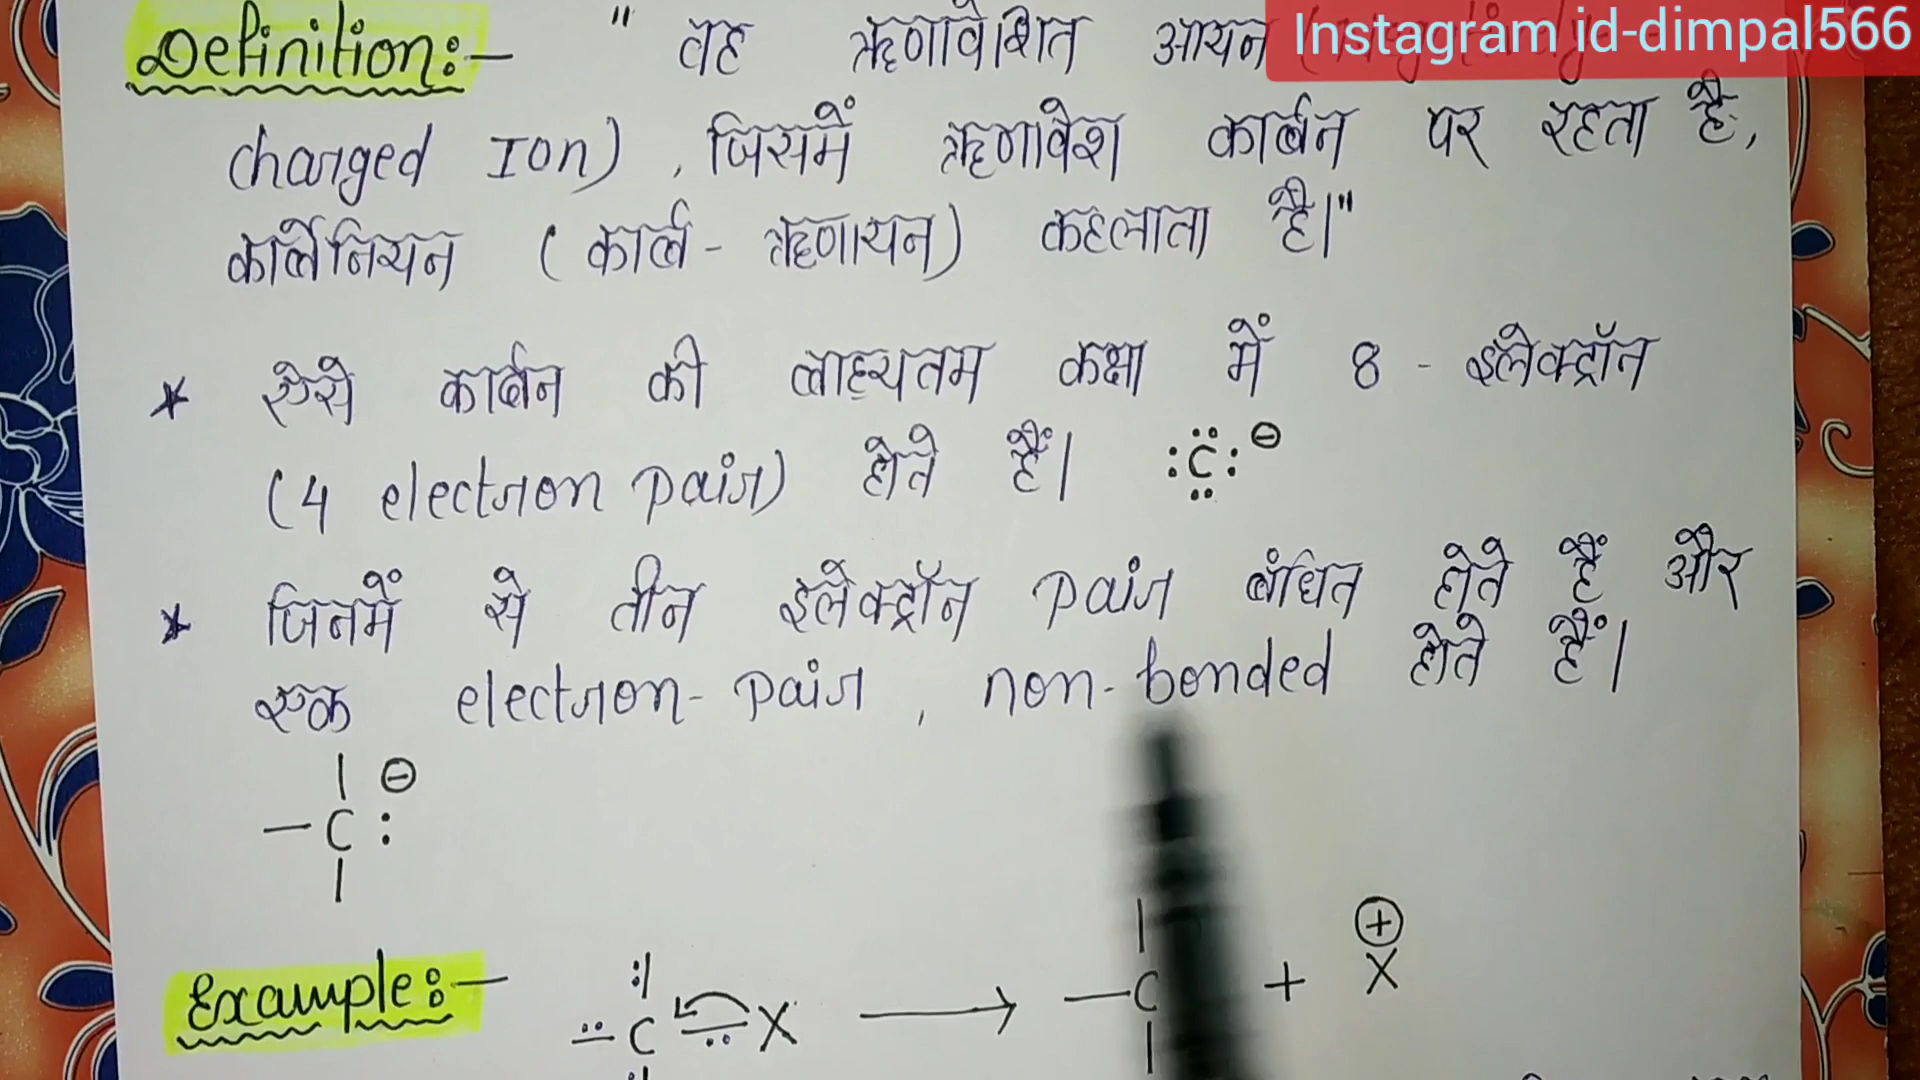 Definition:- " वह ऋणावेशित आयन
Instagram id-dimpal566
charged Ion), जिसमें ऋणावेश कार्बन पर रहता है,
कार्बेनियन (कार्ब-ऋणायन) कहलाता है।"
* ऐसे कार्बन की बाह्यतम कक्षा में 8-इलेक्ट्रॉन
(4 electron pair) होते हैं। :C̈: ⊖
* जिनमें से तीन इलेक्ट्रॉन pair बंधित होते हैं और
एक electron-pair, non-bonded होते हैं।
⊖
—C:
Example:- —C—X → —C + X ⊕